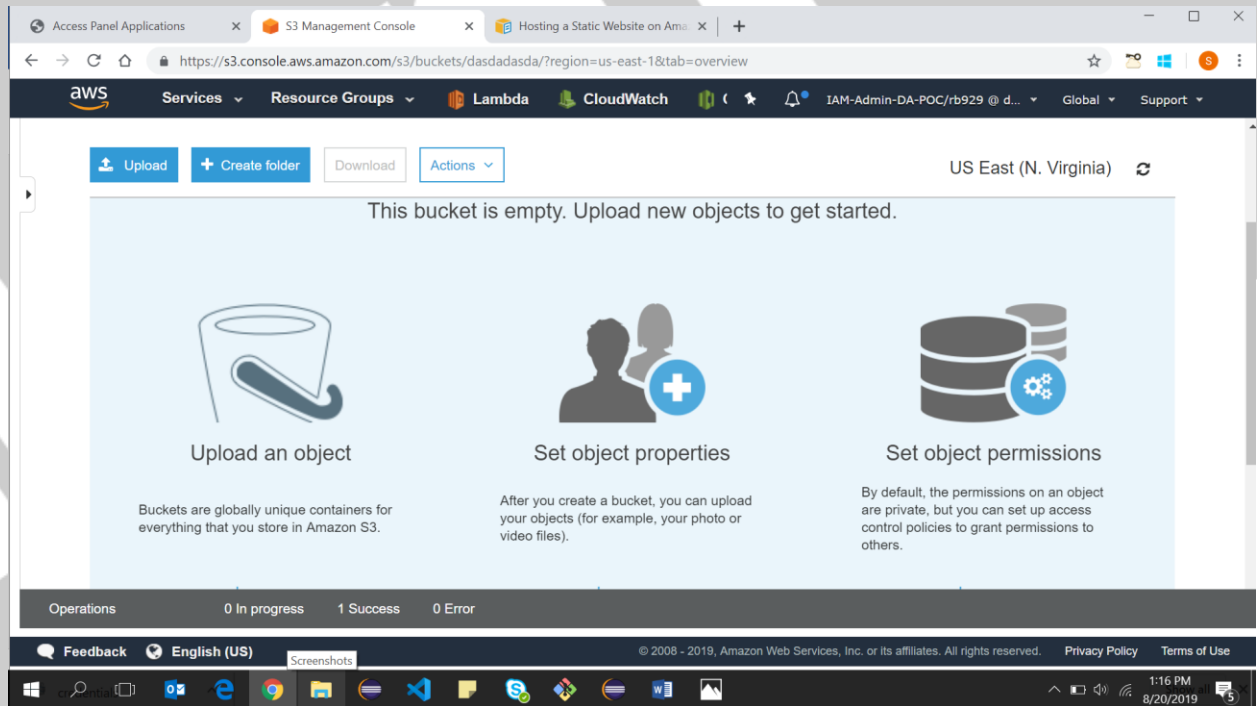 Access Panel Applications
S3 Management Console
Hosting a Static Website on Ama
https://s3.console.aws.amazon.com/s3/buckets/dasdadasda/?region=us-east-1&tab=overview
S
aws Services Resource Groups Lambda CloudWatch IAM-Admin-DA-POC/rb929 @ d... Global Support
Upload Create folder Download Actions US East (N. Virginia)
This bucket is empty. Upload new objects to get started.
Upload an object
Buckets are globally unique containers for
everything that you store in Amazon S3.
Set object properties
After you create a bucket, you can upload
your objects (for example, your photo or
video files).
Set object permissions
By default, the permissions on an object
are private, but you can set up access
control policies to grant permissions to
others.
Operations 0 In progress 1 Success 0 Error
Feedback English (US) © 2008 - 2019, Amazon Web Services, Inc. or its affiliates. All rights reserved. Privacy Policy Terms of Use
Screenshots
1:16 PM
8/20/2019
5